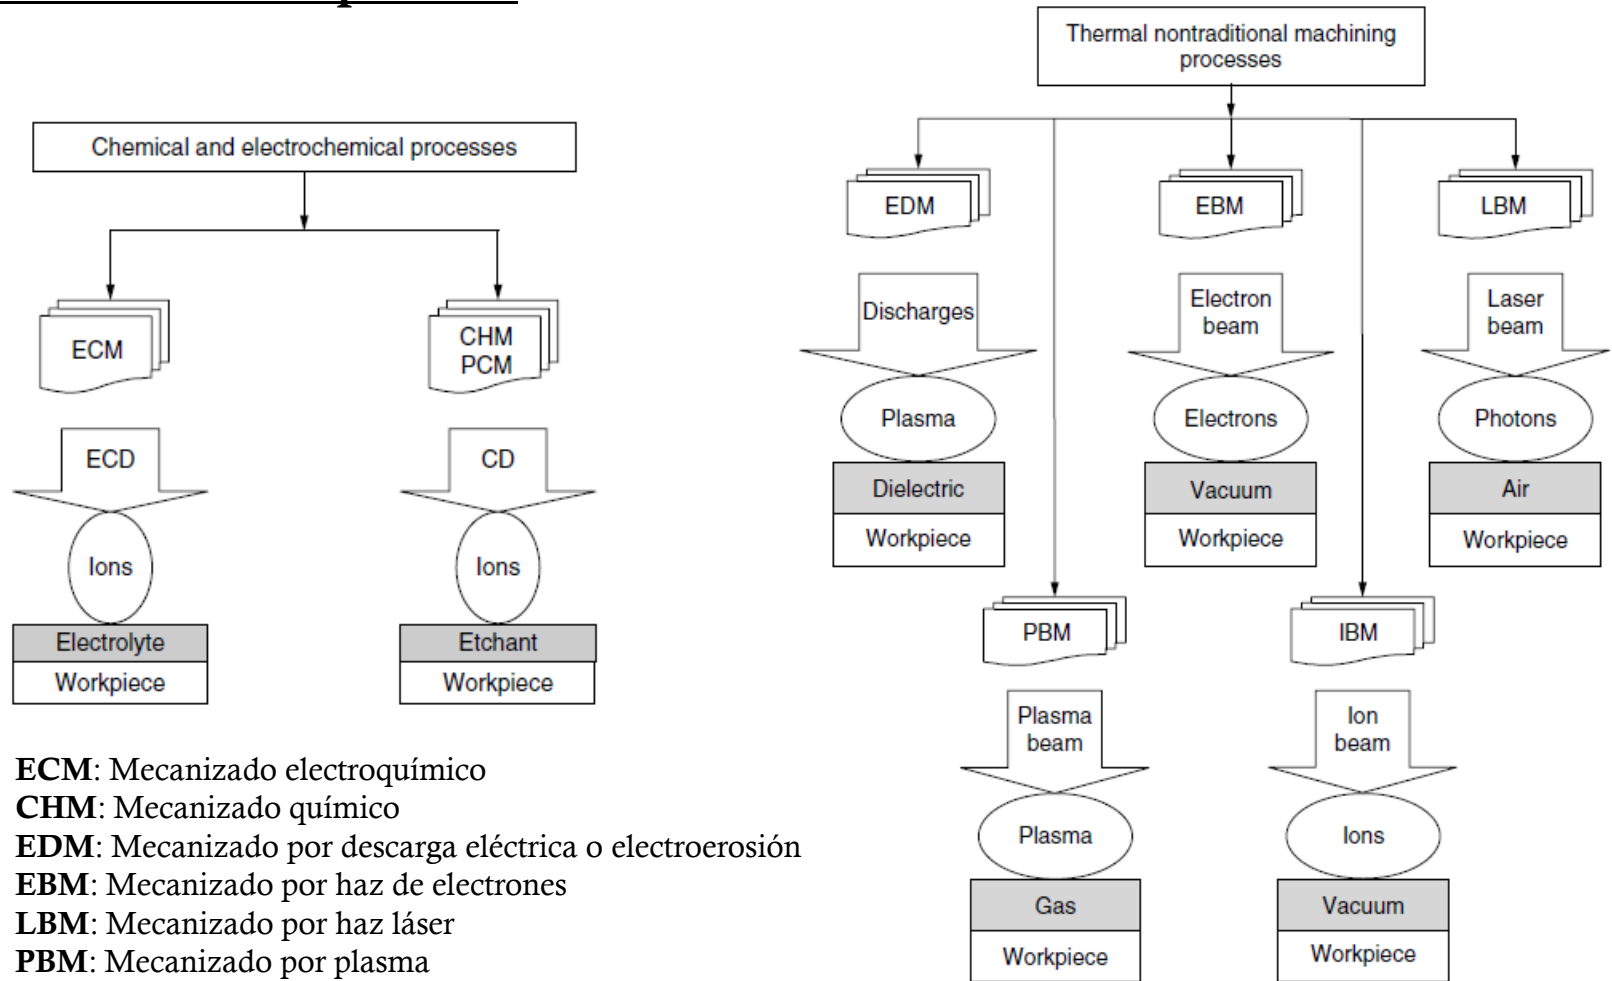 Chemical and electrochemical processes
ECM
CHM
PCM
ECD
CD
Ions
Ions
Electrolyte
Etchant
Workpiece
Workpiece
Thermal nontraditional machining
processes
EDM
EBM
LBM
Discharges
Electron
beam
Laser
beam
Plasma
Electrons
Photons
Dielectric
Vacuum
Air
Workpiece
Workpiece
Workpiece
PBM
IBM
Plasma
beam
Ion
beam
Plasma
Ions
Gas
Vacuum
Workpiece
Workpiece
ECM: Mecanizado electroquímico
CHM: Mecanizado químico
EDM: Mecanizado por descarga eléctrica o electroerosión
EBM: Mecanizado por haz de electrones
LBM: Mecanizado por haz láser
PBM: Mecanizado por plasma